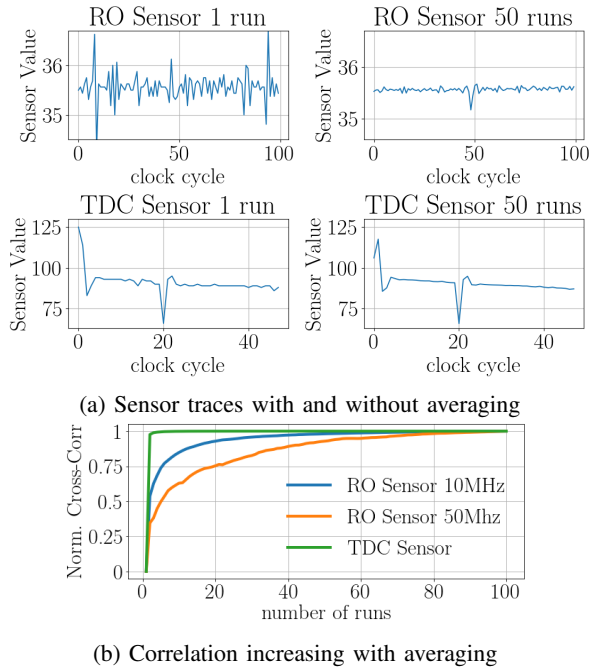 RO Sensor 1 run
RO Sensor 50 runs
Sensor Value
36
35
0
50
100
clock cycle
Sensor Value
36
35
0
50
100
clock cycle
TDC Sensor 1 run
TDC Sensor 50 runs
Sensor Value
125
100
75
0
20
40
clock cycle
Sensor Value
125
100
75
0
20
40
clock cycle
(a) Sensor traces with and without averaging
Norm. Cross-Corr
1
0.75
0.5
0.25
0
RO Sensor 10MHz
RO Sensor 50Mhz
TDC Sensor
0
20
40
60
80
100
number of runs
(b) Correlation increasing with averaging